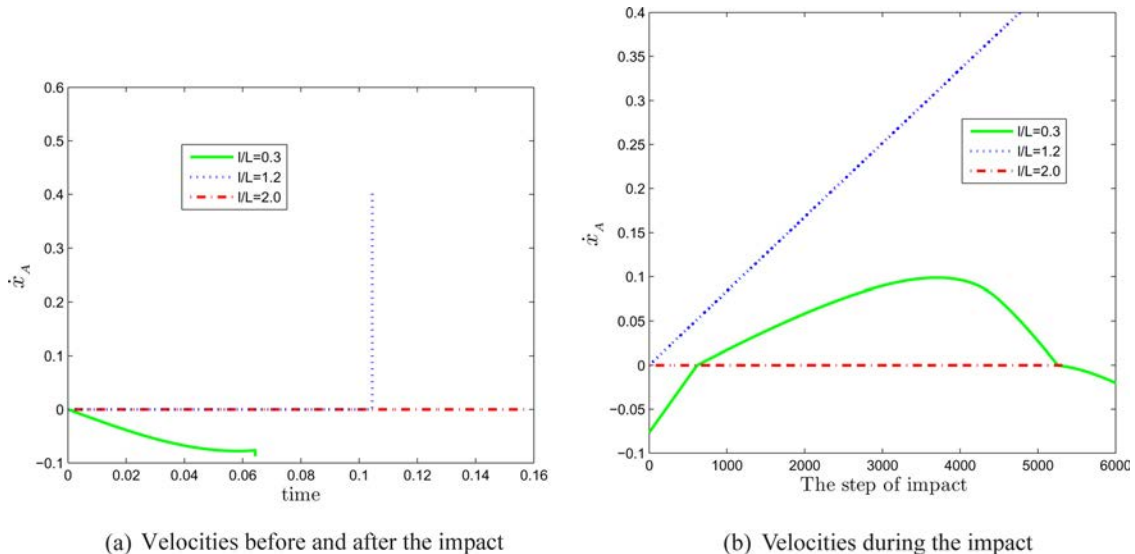 0.6
0.5
0.4
0.3
0.2
0.1
0
−0.1
ẋ_A
l/L=0.3
l/L=1.2
l/L=2.0
0 0.02 0.04 0.06 0.08 0.10 0.12 0.14 0.16
time
(a) Velocities before and after the impact
0.4
0.35
0.3
0.25
0.2
0.15
0.1
0.05
0
−0.05
−0.1
ẋ_A
l/L=0.3
l/L=1.2
l/L=2.0
0 1000 2000 3000 4000 5000 6000
The step of impact
(b) Velocities during the impact